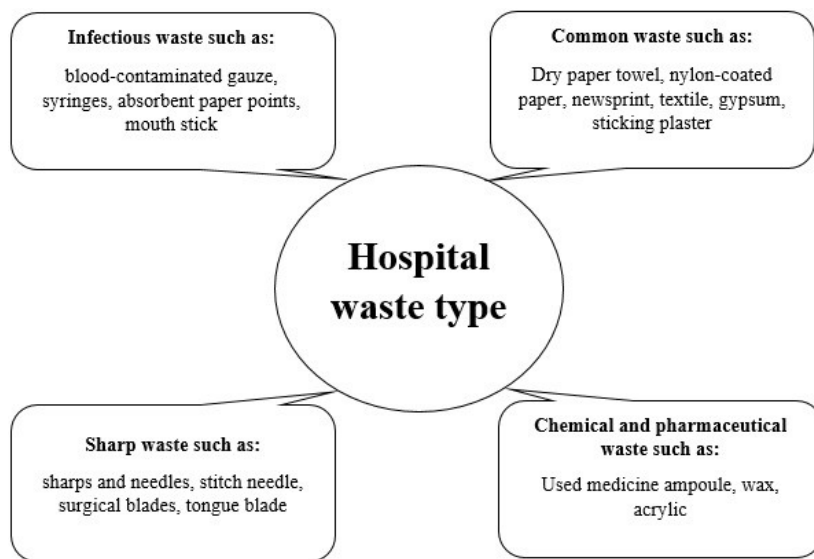 Infectious waste such as:
blood-contaminated gauze,
syringes, absorbent paper points,
mouth stick
Common waste such as:
Dry paper towel, nylon-coated
paper, newsprint, textile, gypsum,
sticking plaster
Hospital
waste type
Sharp waste such as:
sharps and needles, stitch needle,
surgical blades, tongue blade
Chemical and pharmaceutical
waste such as:
Used medicine ampoule, wax,
acrylic